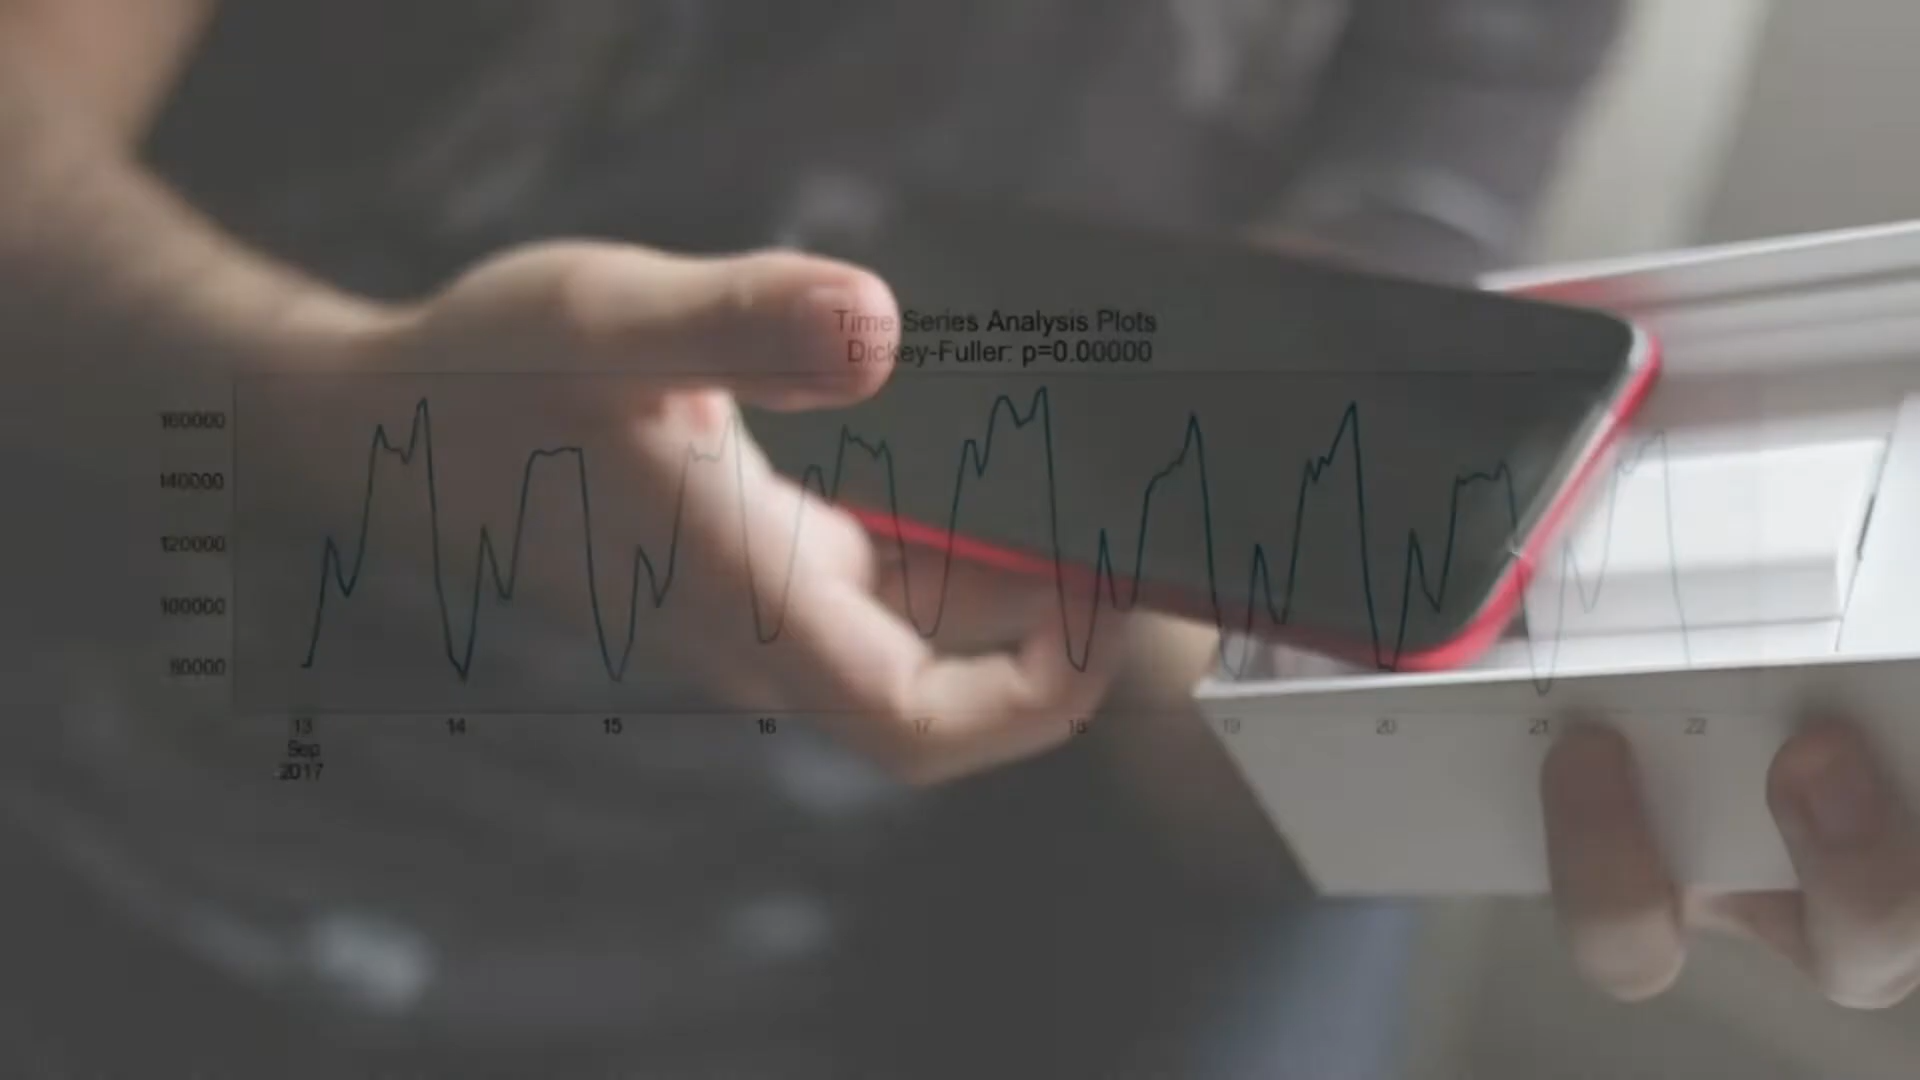 Time Series Analysis Plots
Dickey-Fuller: p=0.00000
160000
140000
120000
100000
80000
13 14 15 16 17 18 19 20 21 22
Sep
2017